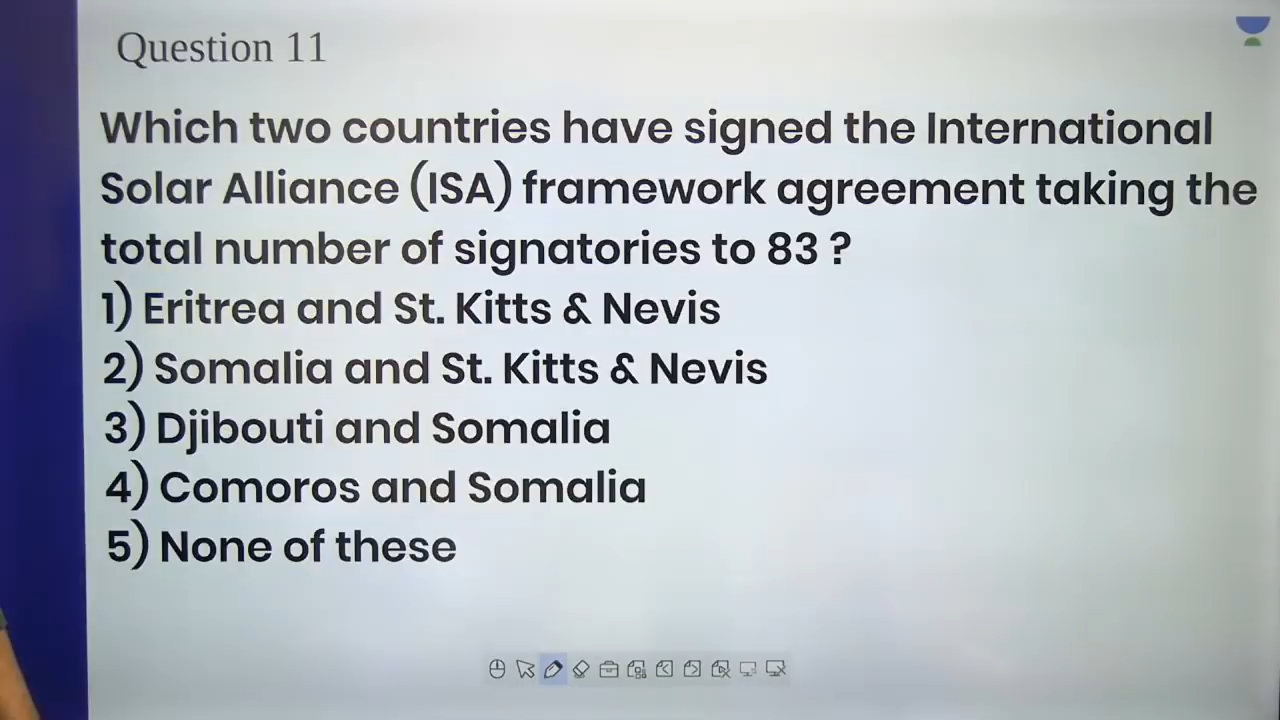 Question 11
Which two countries have signed the International
Solar Alliance (ISA) framework agreement taking the
total number of signatories to 83 ?
1) Eritrea and St. Kitts & Nevis
2) Somalia and St. Kitts & Nevis
3) Djibouti and Somalia
4) Comoros and Somalia
5) None of these